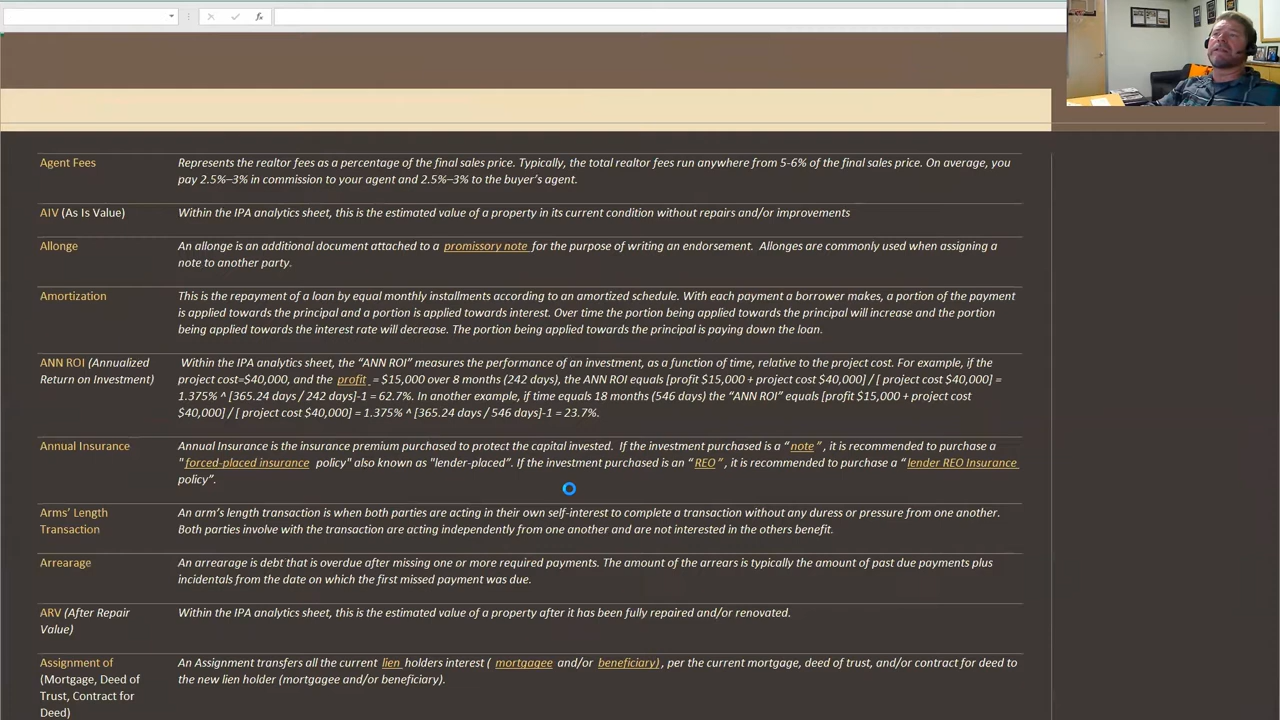 Agent Fees
Represents the realtor fees as a percentage of the final sales price. Typically, the total realtor fees run anywhere from 5-6% of the final sales price. On average, you
pay 2.5%–3% in commission to your agent and 2.5%–3% to the buyer's agent.
AIV (As Is Value)
Within the IPA analytics sheet, this is the estimated value of a property in its current condition without repairs and/or improvements
Allonge
An allonge is an additional document attached to a promissory note for the purpose of writing an endorsement. Allonges are commonly used when assigning a
note to another party.
Amortization
This is the repayment of a loan by equal monthly installments according to an amortized schedule. With each payment a borrower makes, a portion of the payment
is applied towards the principal and a portion is applied towards interest. Over time the portion being applied towards the principal will increase and the portion
being applied towards the interest rate will decrease. The portion being applied towards the principal is paying down the loan.
ANN ROI (Annualized
Return on Investment)
Within the IPA analytics sheet, the “ANN ROI” measures the performance of an investment, as a function of time, relative to the project cost. For example, if the
project cost=$40,000, and the profit = $15,000 over 8 months (242 days), the ANN ROI equals [profit $15,000 + project cost $40,000] / [ project cost $40,000] =
1.375% ^ [365.24 days / 242 days]-1 = 62.7%. In another example, if time equals 18 months (546 days) the “ANN ROI” equals [profit $15,000 + project cost
$40,000] / [ project cost $40,000] = 1.375% ^ [365.24 days / 546 days]-1 = 23.7%.
Annual Insurance
Annual Insurance is the insurance premium purchased to protect the capital invested. If the investment purchased is a “note”, it is recommended to purchase a
"forced-placed insurance policy" also known as "lender-placed”. If the investment purchased is an “REO”, it is recommended to purchase a “lender REO Insurance
policy”.
Arms’ Length
Transaction
An arm’s length transaction is when both parties are acting in their own self-interest to complete a transaction without any duress or pressure from one another.
Both parties involve with the transaction are acting independently from one another and are not interested in the others benefit.
Arrearage
An arrearage is debt that is overdue after missing one or more required payments. The amount of the arrears is typically the amount of past due payments plus
incidentals from the date on which the first missed payment was due.
ARV (After Repair
Value)
Within the IPA analytics sheet, this is the estimated value of a property after it has been fully repaired and/or renovated.
Assignment of
(Mortgage, Deed of
Trust, Contract for
Deed)
An Assignment transfers all the current lien holders interest ( mortgagee and/or beneficiary), per the current mortgage, deed of trust, and/or contract for deed to
the new lien holder (mortgagee and/or beneficiary).